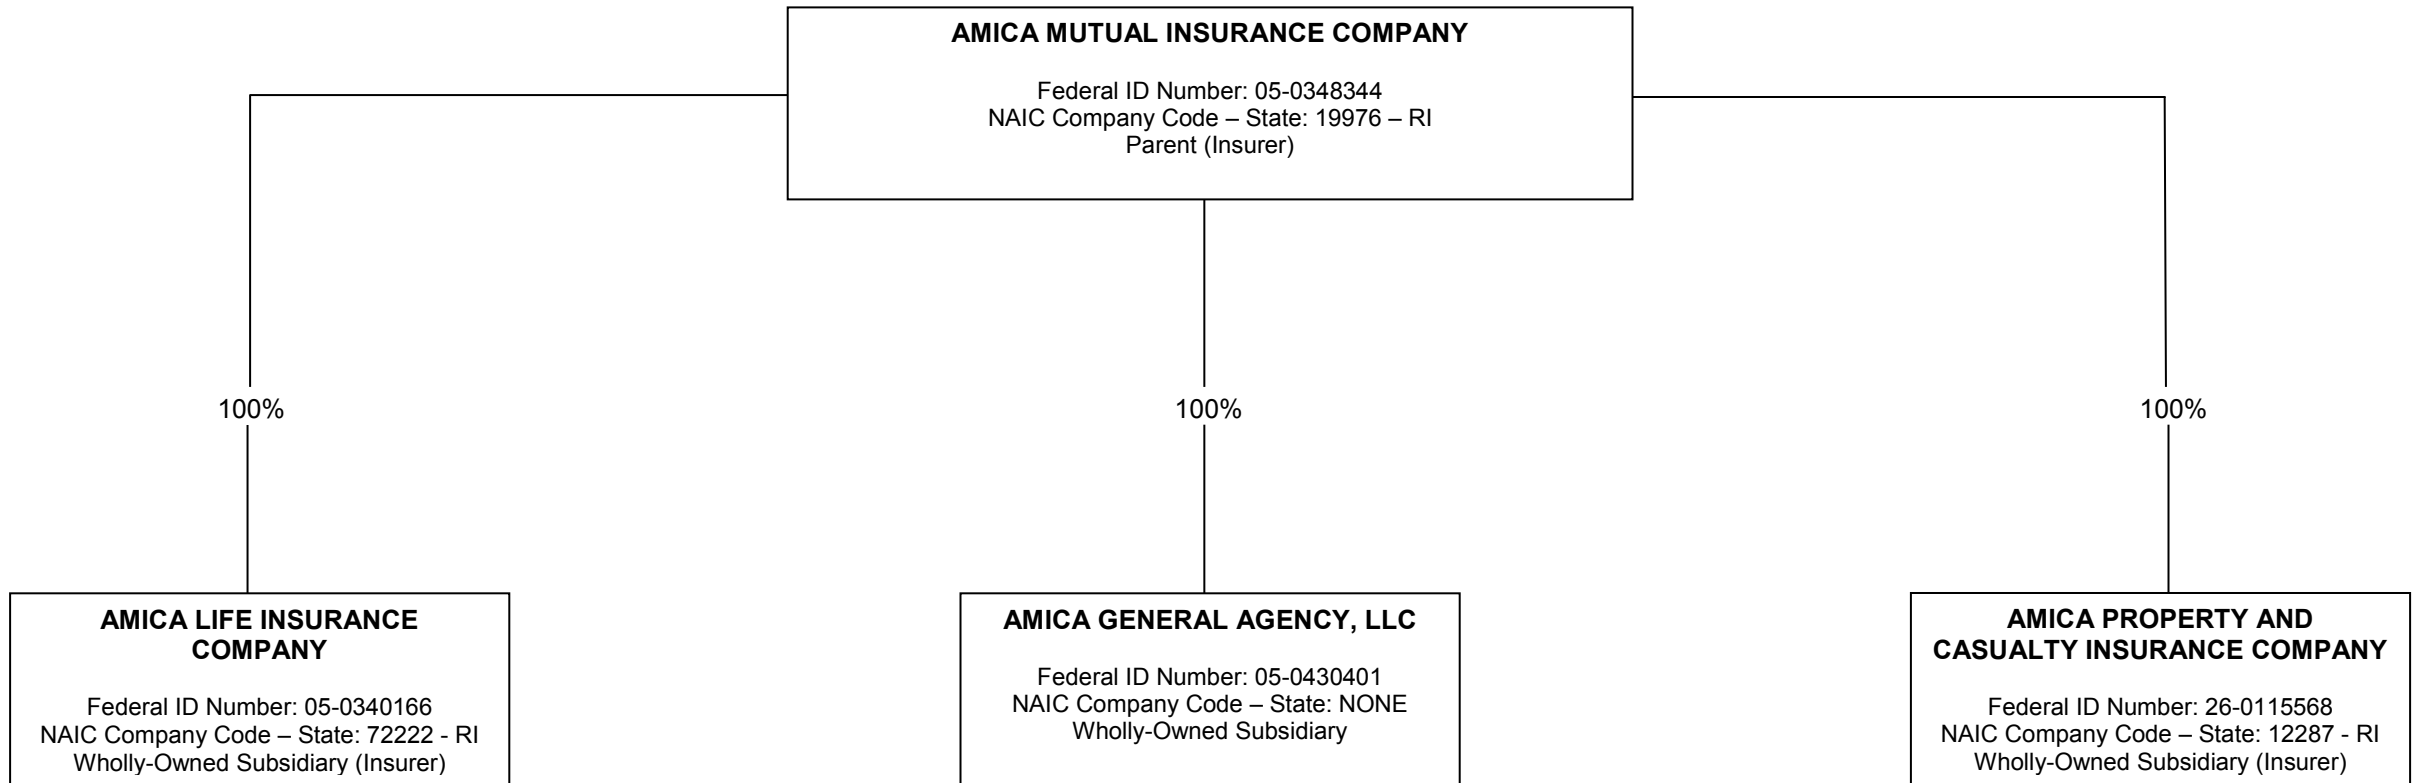 AMICA MUTUAL INSURANCE COMPANY
Federal ID Number: 05-0348344
NAIC Company Code – State: 19976 – RI
Parent (Insurer)
100%
100%
100%
AMICA LIFE INSURANCE
COMPANY
Federal ID Number: 05-0340166
NAIC Company Code – State: 72222 - RI
Wholly-Owned Subsidiary (Insurer)
AMICA GENERAL AGENCY, LLC
Federal ID Number: 05-0430401
NAIC Company Code – State: NONE
Wholly-Owned Subsidiary
AMICA PROPERTY AND
CASUALTY INSURANCE COMPANY
Federal ID Number: 26-0115568
NAIC Company Code – State: 12287 - RI
Wholly-Owned Subsidiary (Insurer)